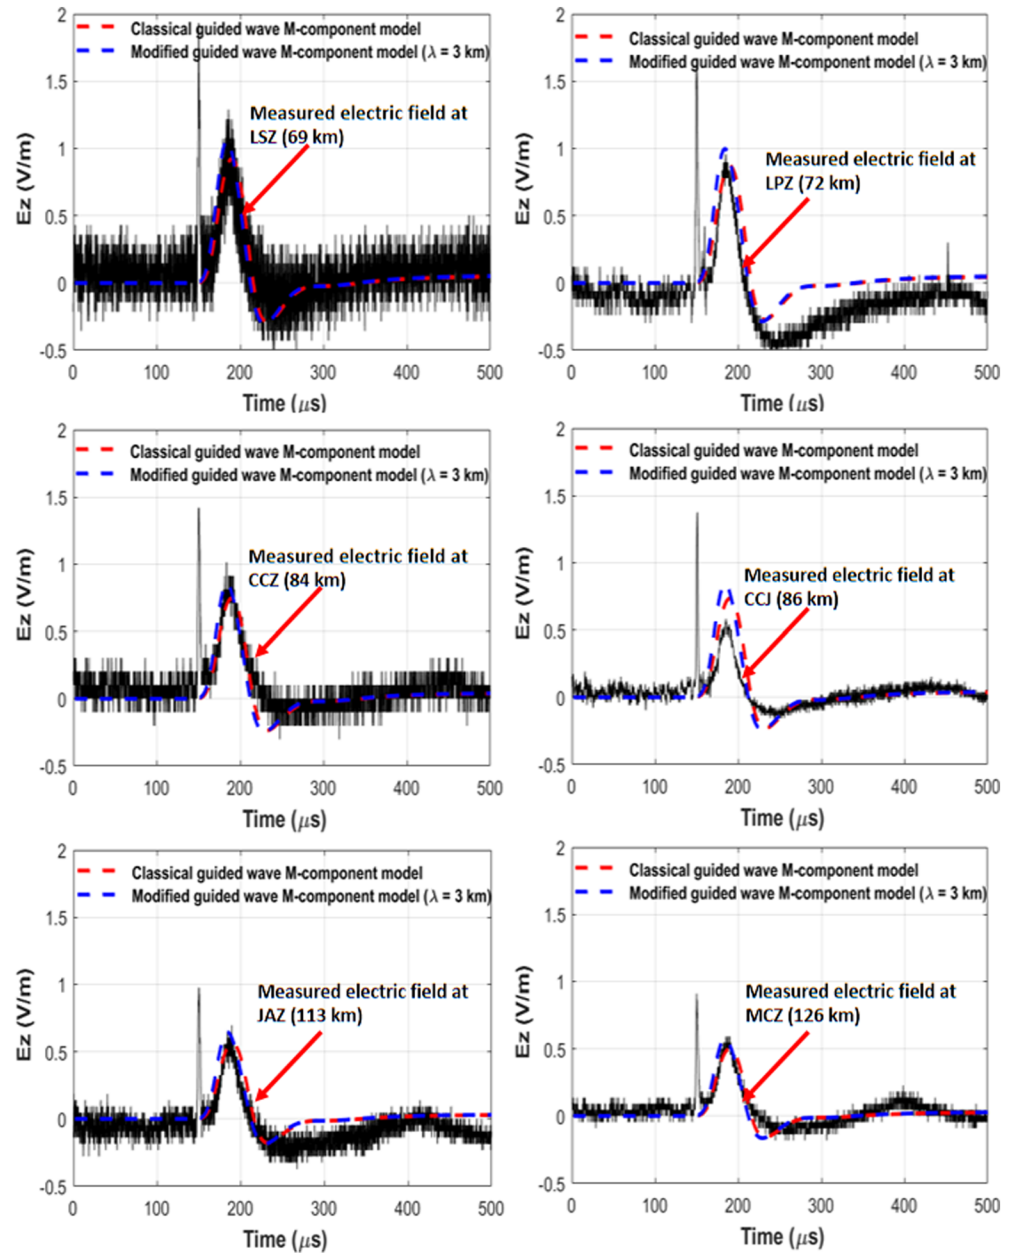 2
Classical guided wave M-component model
Modified guided wave M-component model (λ = 3 km)
1.5
Measured electric field at
LSZ (69 km)
1
Ez (V/m)
0.5
0
-0.5
0 100 200 300 400 500
Time (μs)
2
Classical guided wave M-component model
Modified guided wave M-component model (λ = 3 km)
1.5
Measured electric field at
LPZ (72 km)
1
Ez (V/m)
0.5
0
-0.5
0 100 200 300 400 500
Time (μs)
2
Classical guided wave M-component model
Modified guided wave M-component model (λ = 3 km)
1.5
Measured electric field at
CCZ (84 km)
1
Ez (V/m)
0.5
0
-0.5
0 100 200 300 400 500
Time (μs)
2
Classical guided wave M-component model
Modified guided wave M-component model (λ = 3 km)
1.5
Measured electric field at
CCJ (86 km)
1
Ez (V/m)
0.5
0
-0.5
0 100 200 300 400 500
Time (μs)
2
Classical guided wave M-component model
Modified guided wave M-component model (λ = 3 km)
1.5
Measured electric field at
JAZ (113 km)
1
Ez (V/m)
0.5
0
-0.5
0 100 200 300 400 500
Time (μs)
2
Classical guided wave M-component model
Modified guided wave M-component model (λ = 3 km)
1.5
Measured electric field at
MCZ (126 km)
1
Ez (V/m)
0.5
0
-0.5
0 100 200 300 400 500
Time (μs)